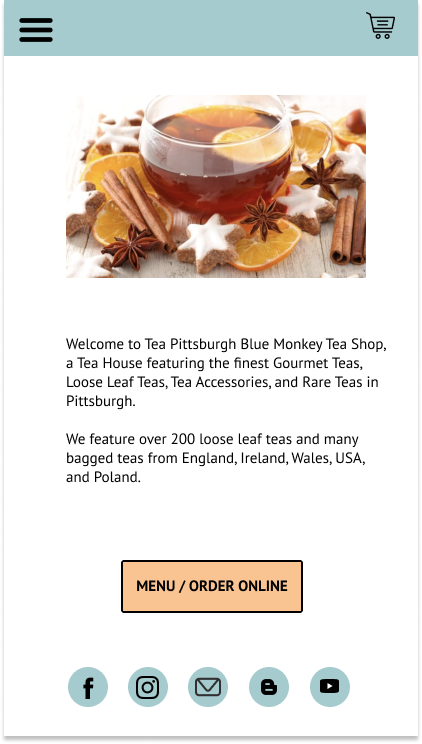 Welcome to Tea Pittsburgh Blue Monkey Tea Shop,
a Tea House featuring the finest Gourmet Teas,
Loose Leaf Teas, Tea Accessories, and Rare Teas in
Pittsburgh.
We feature over 200 loose leaf teas and many
bagged teas from England, Ireland, Wales, USA,
and Poland.
MENU / ORDER ONLINE